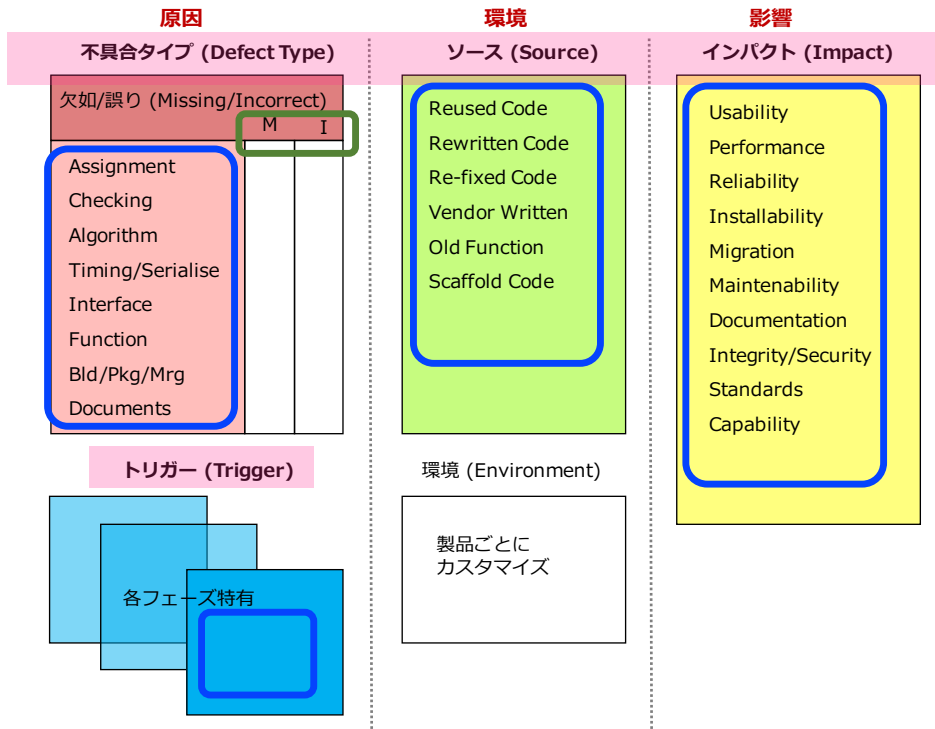 原因
不具合タイプ (Defect Type)
欠如/誤り (Missing/Incorrect)
M I
Assignment
Checking
Algorithm
Timing/Serialise
Interface
Function
Bld/Pkg/Mrg
Documents
トリガー (Trigger)
各フェーズ特有
環境
ソース (Source)
Reused Code
Rewritten Code
Re-fixed Code
Vendor Written
Old Function
Scaffold Code
環境 (Environment)
製品ごとに
カスタマイズ
影響
インパクト (Impact)
Usability
Performance
Reliability
Installability
Migration
Maintenability
Documentation
Integrity/Security
Standards
Capability